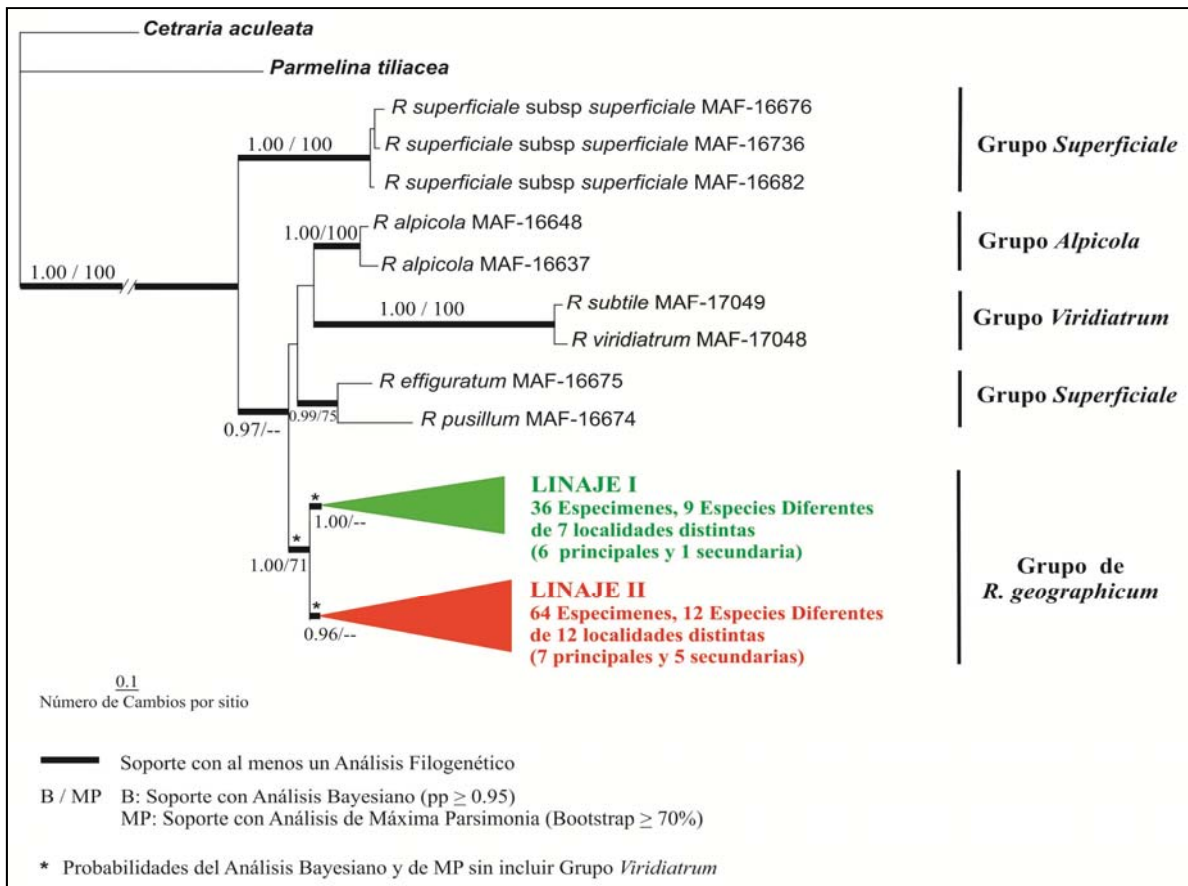 Cetraria aculeata
Parmelina tiliacea
R superficiale subsp superficiale MAF-16676
1.00 / 100
R superficiale subsp superficiale MAF-16736
Grupo Superficiale
R superficiale subsp superficiale MAF-16682
R alpicola MAF-16648
1.00/100
Grupo Alpicola
R alpicola MAF-16637
1.00 / 100
R subtile MAF-17049
1.00 / 100
Grupo Viridiatrum
R viridiatrum MAF-17048
R effiguratum MAF-16675
Grupo Superficiale
0.99/75
R pusillum MAF-16674
0.97/--
LINAJE I
36 Especimenes, 9 Especies Diferentes
de 7 localidades distintas
(6 principales y 1 secundaria)
*
1.00/--
*
1.00/71
Grupo de
R. geographicum
LINAJE II
64 Especimenes, 12 Especies Diferentes
de 12 localidades distintas
(7 principales y 5 secundarias)
*
0.96/--
0.1
Número de Cambios por sitio
Soporte con al menos un Análisis Filogenético
B / MP B: Soporte con Análisis Bayesiano (pp ≥ 0.95)
MP: Soporte con Análisis de Máxima Parsimonia (Bootstrap ≥ 70%)
* Probabilidades del Análisis Bayesiano y de MP sin incluir Grupo Viridiatrum